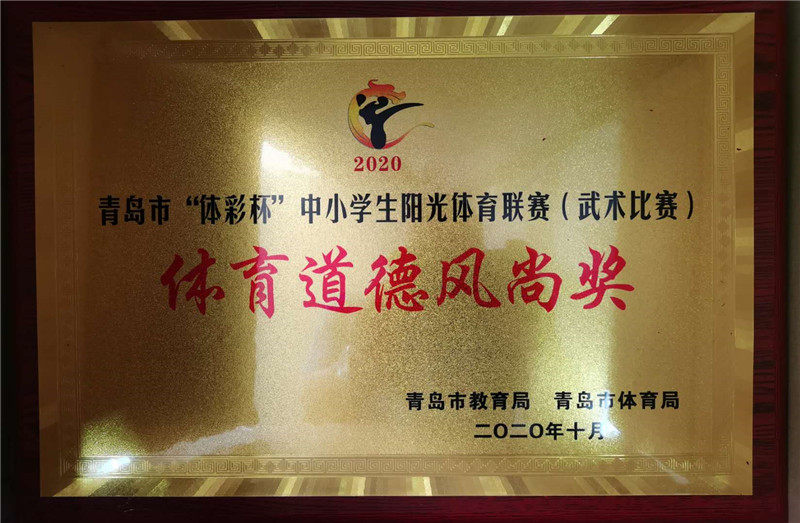 2020
青岛市“体彩杯”中小学生阳光体育联赛（武术比赛）
体育道德风尚奖
青岛市教育局 青岛市体育局
二〇二〇年十月